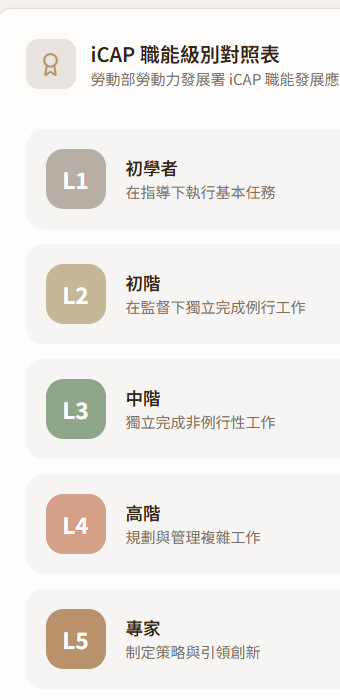 iCAP 職能級別對照表
勞動部勞動力發展署 iCAP 職能發展應
L1
初學者
在指導下執行基本任務
L2
初階
在監督下獨立完成例行工作
L3
中階
獨立完成非例行性工作
L4
高階
規劃與管理複雜工作
L5
專家
制定策略與引領創新